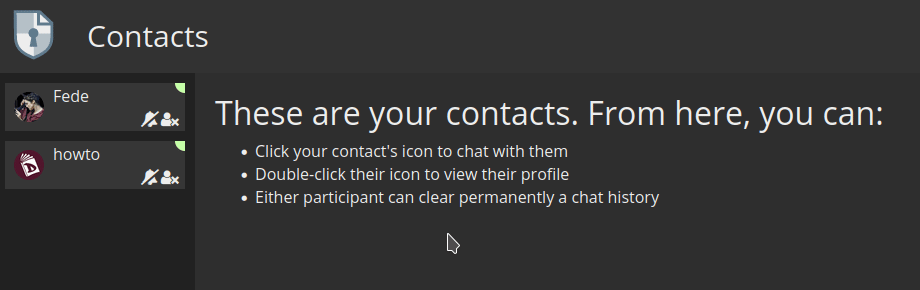 Contacts
Fede
howto
These are your contacts. From here, you can:
• Click your contact's icon to chat with them
• Double-click their icon to view their profile
• Either participant can clear permanently a chat history